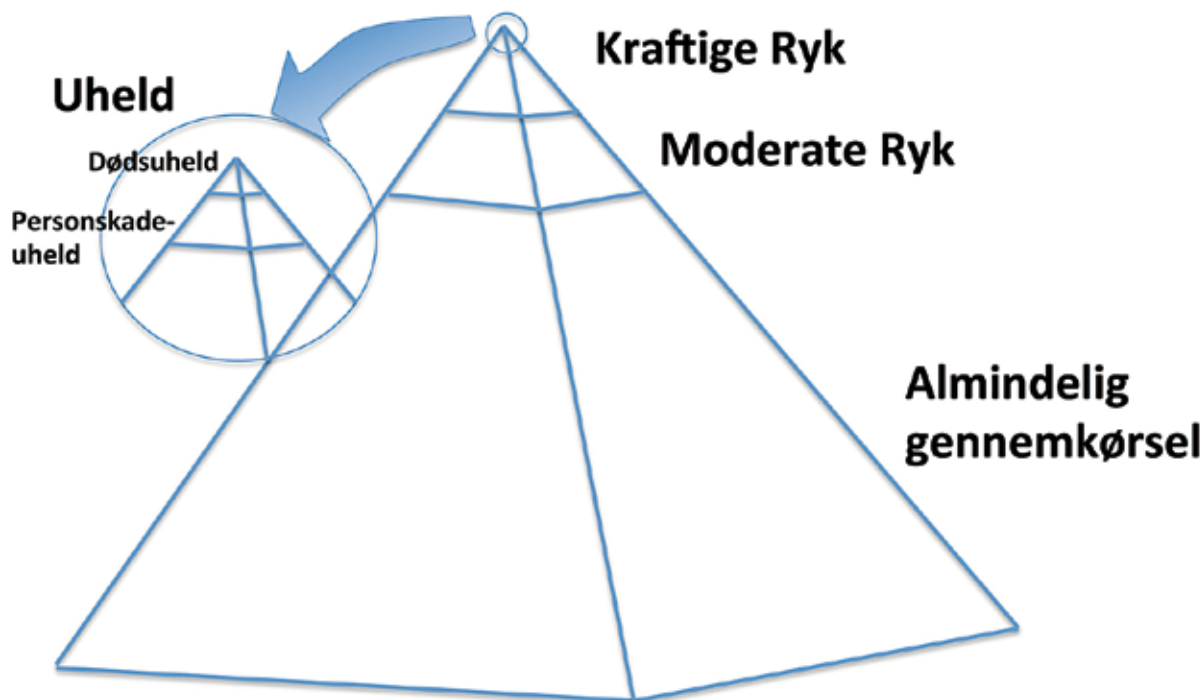 Kraftige Ryk
Uheld
Moderate Ryk
Dødsuheld
Personskade-
uheld
Almindelig
gennemkørsel